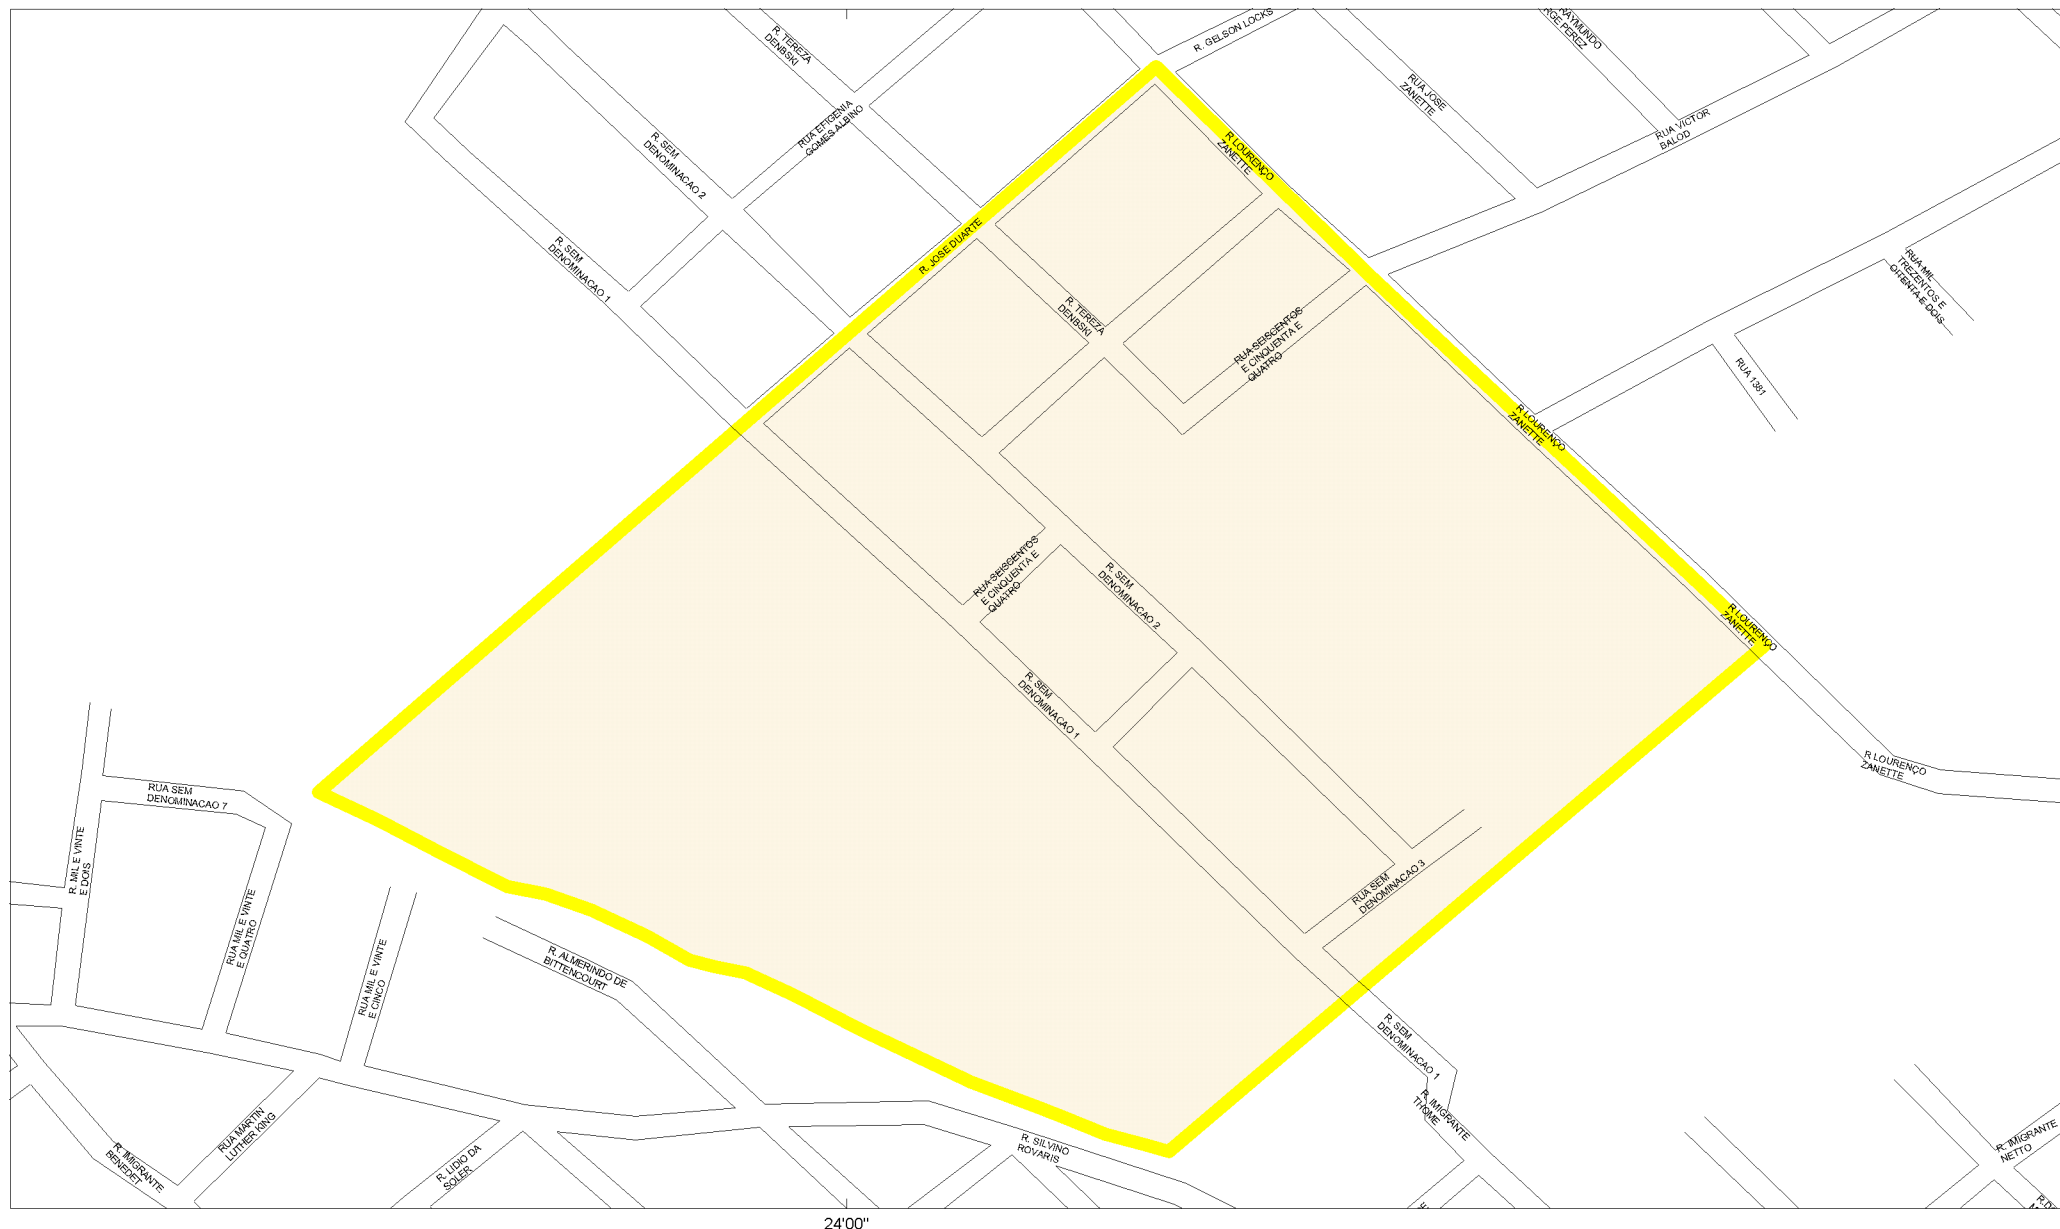 R. GELSON LOCKS
RAYMUNDO
RGE PEREZ
R. TEREZA
DENBSKI
RUA JOSE
ZANETTE
RUA EFIGENIA
GOMES ALBINO
RUA VICTOR
BALOD
R. SEM
DENOMINACAO 2
R LOURENÇO
ZANETTE
R. JOSE DUARTE
R. SEM
DENOMINACAO 1
RUA MIL
TREZENTOS E
OITENTA E DOIS
R. TEREZA
DENBSKI
RUA SEISCENTOS
E CINQUENTA E
QUATRO
RUA 1381
R LOURENÇO
ZANETTE
RUA SEISCENTOS
E CINQUENTA E
QUATRO
R. SEM
DENOMINACAO 2
R LOURENÇO
ZANETTE
R. SEM
DENOMINACAO 1
R LOURENÇO
ZANETTE
RUA SEM
DENOMINACAO 7
R. MIL E VINTE
E DOIS
RUA SEM
DENOMINACAO 3
RUA MIL E VINTE
E QUATRO
RUA MIL E VINTE
E CINCO
R. ALMERINDO DE
BITTENCOURT
R. SEM
DENOMINACAO 1
R. IMIGRANTE
THOME
RUA MARTIN
LUTHER KING
R. IMIGRANTE
BENEDET
R. LIDIO DA
SOLER
R. SILVINO
ROVARIS
R. IMIGRANTE
NETTO
24'00"